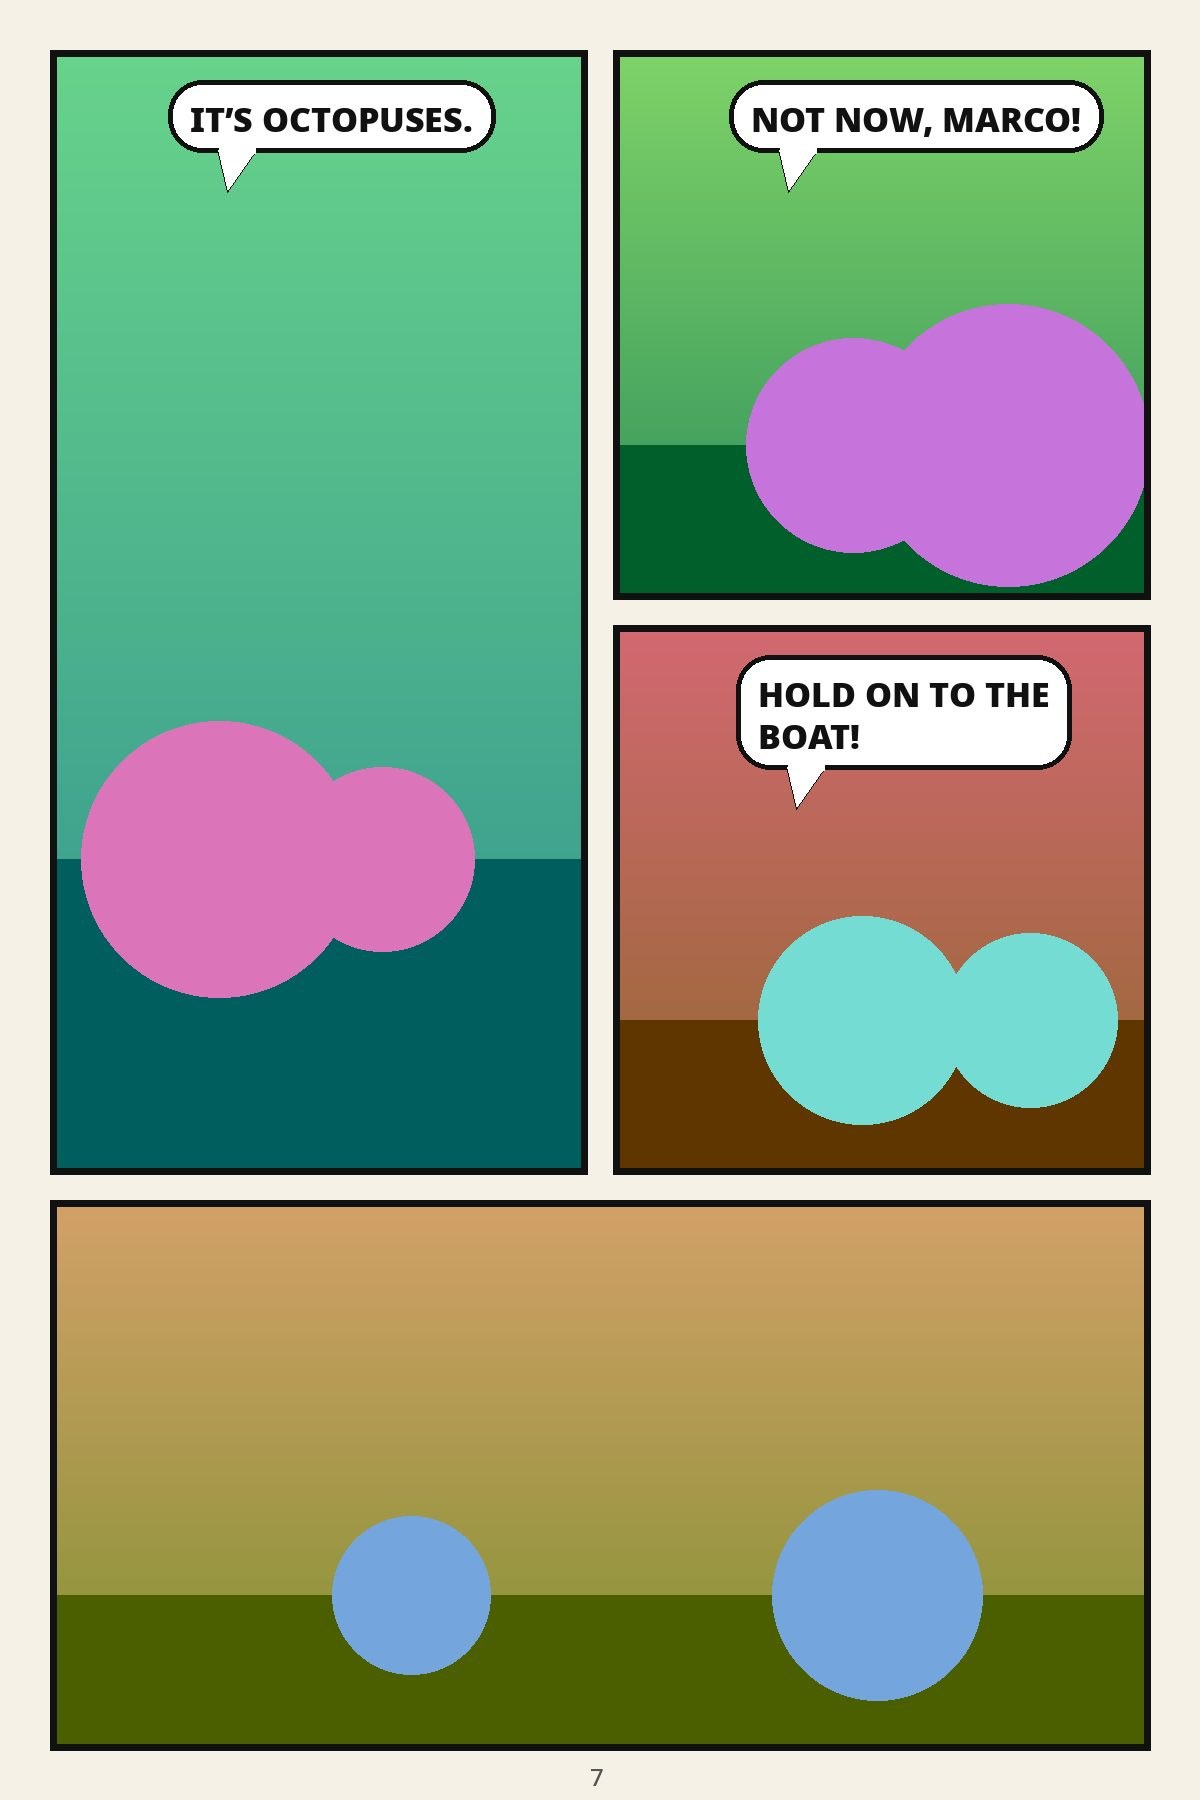 IT’S OCTOPUSES.
NOT NOW, MARCO!
HOLD ON TO THE
BOAT!
7